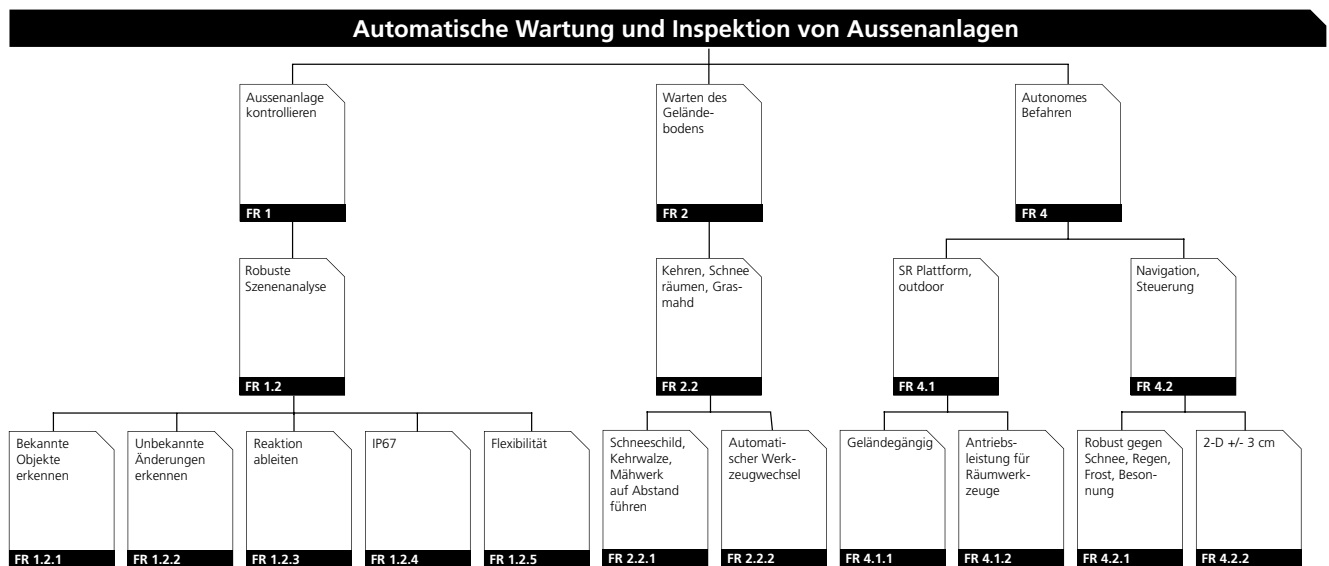 Automatische Wartung und Inspektion von Aussenanlagen
Aussenanlage
kontrollieren
FR 1
Warten des
Gelände-
bodens
FR 2
Autonomes
Befahren
FR 4
Robuste
Szenenanalyse
FR 1.2
Kehren, Schnee
räumen, Gras-
mahd
FR 2.2
SR Plattform,
outdoor
FR 4.1
Navigation,
Steuerung
FR 4.2
Bekannte
Objekte
erkennen
FR 1.2.1
Unbekannte
Änderungen
erkennen
FR 1.2.2
Reaktion
ableiten
FR 1.2.3
IP67
FR 1.2.4
Flexibilität
FR 1.2.5
Schneeschild,
Kehrwalze,
Mähwerk
auf Abstand
führen
FR 2.2.1
Automati-
scher Werk-
zeugwechsel
FR 2.2.2
Geländegängig
FR 4.1.1
Antriebs-
leistung für
Räumwerk-
zeuge
FR 4.1.2
Robust gegen
Schnee, Regen,
Frost, Beson-
nung
FR 4.2.1
2-D +/- 3 cm
FR 4.2.2